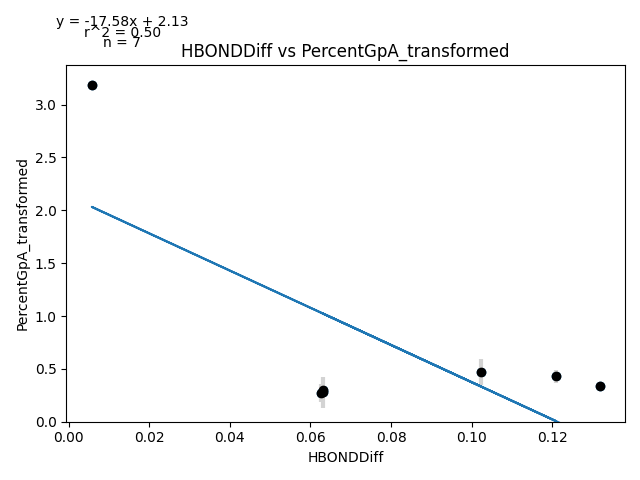 y = -17.58x + 2.13
r^2 = 0.50
n = 7
HBONDDiff vs PercentGpA_transformed
PercentGpA_transformed
3.0
2.5
2.0
1.5
1.0
0.5
0.0
0.00 0.02 0.04 0.06 0.08 0.10 0.12
HBONDDiff